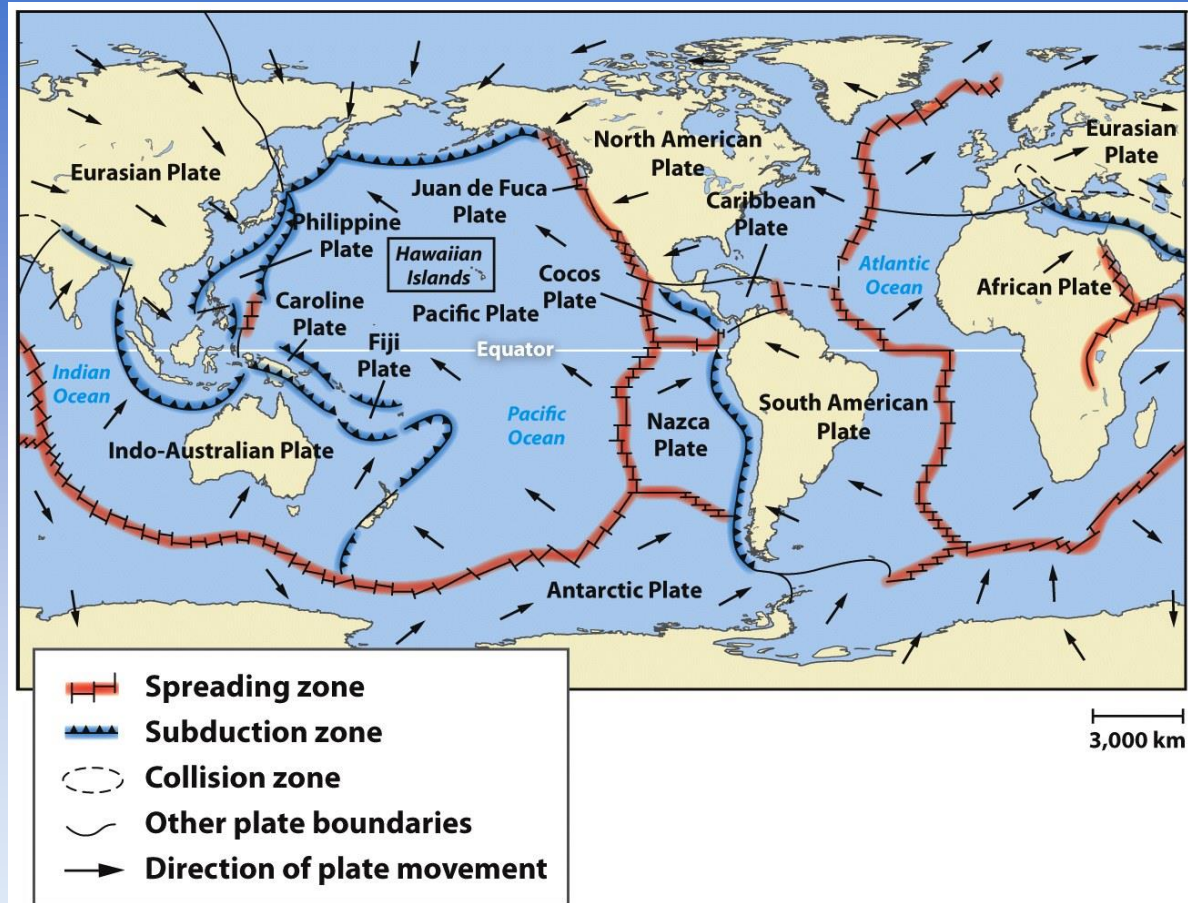 Eurasian Plate
North American
Plate
Eurasian
Plate
Juan de Fuca
Plate
Caribbean
Plate
Philippine
Plate
Hawaiian
Islands
Cocos
Plate
Atlantic
Ocean
African Plate
Caroline
Plate
Pacific Plate
Fiji
Plate
Equator
Indian
Ocean
Pacific
Ocean
Nazca
Plate
South American
Plate
Indo-Australian Plate
Antarctic Plate
Spreading zone
Subduction zone
Collision zone
Other plate boundaries
Direction of plate movement
3,000 km